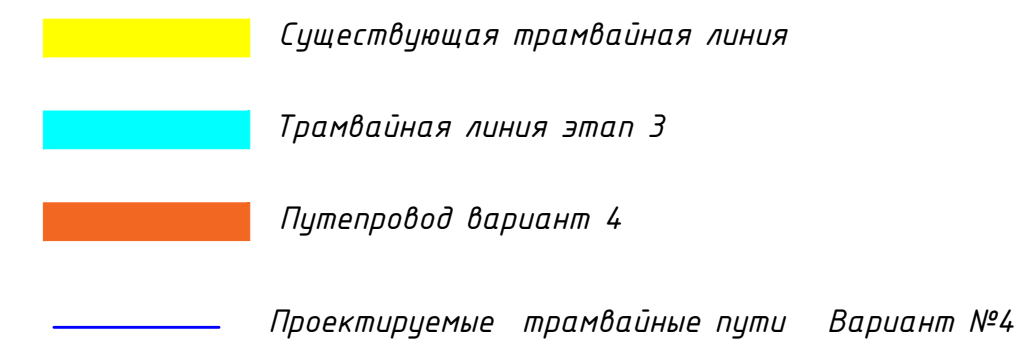 Существующая трамвайная линия
Трамвайная линия этап 3
Путепровод вариант 4
Проектируемые трамвайные пути Вариант №4